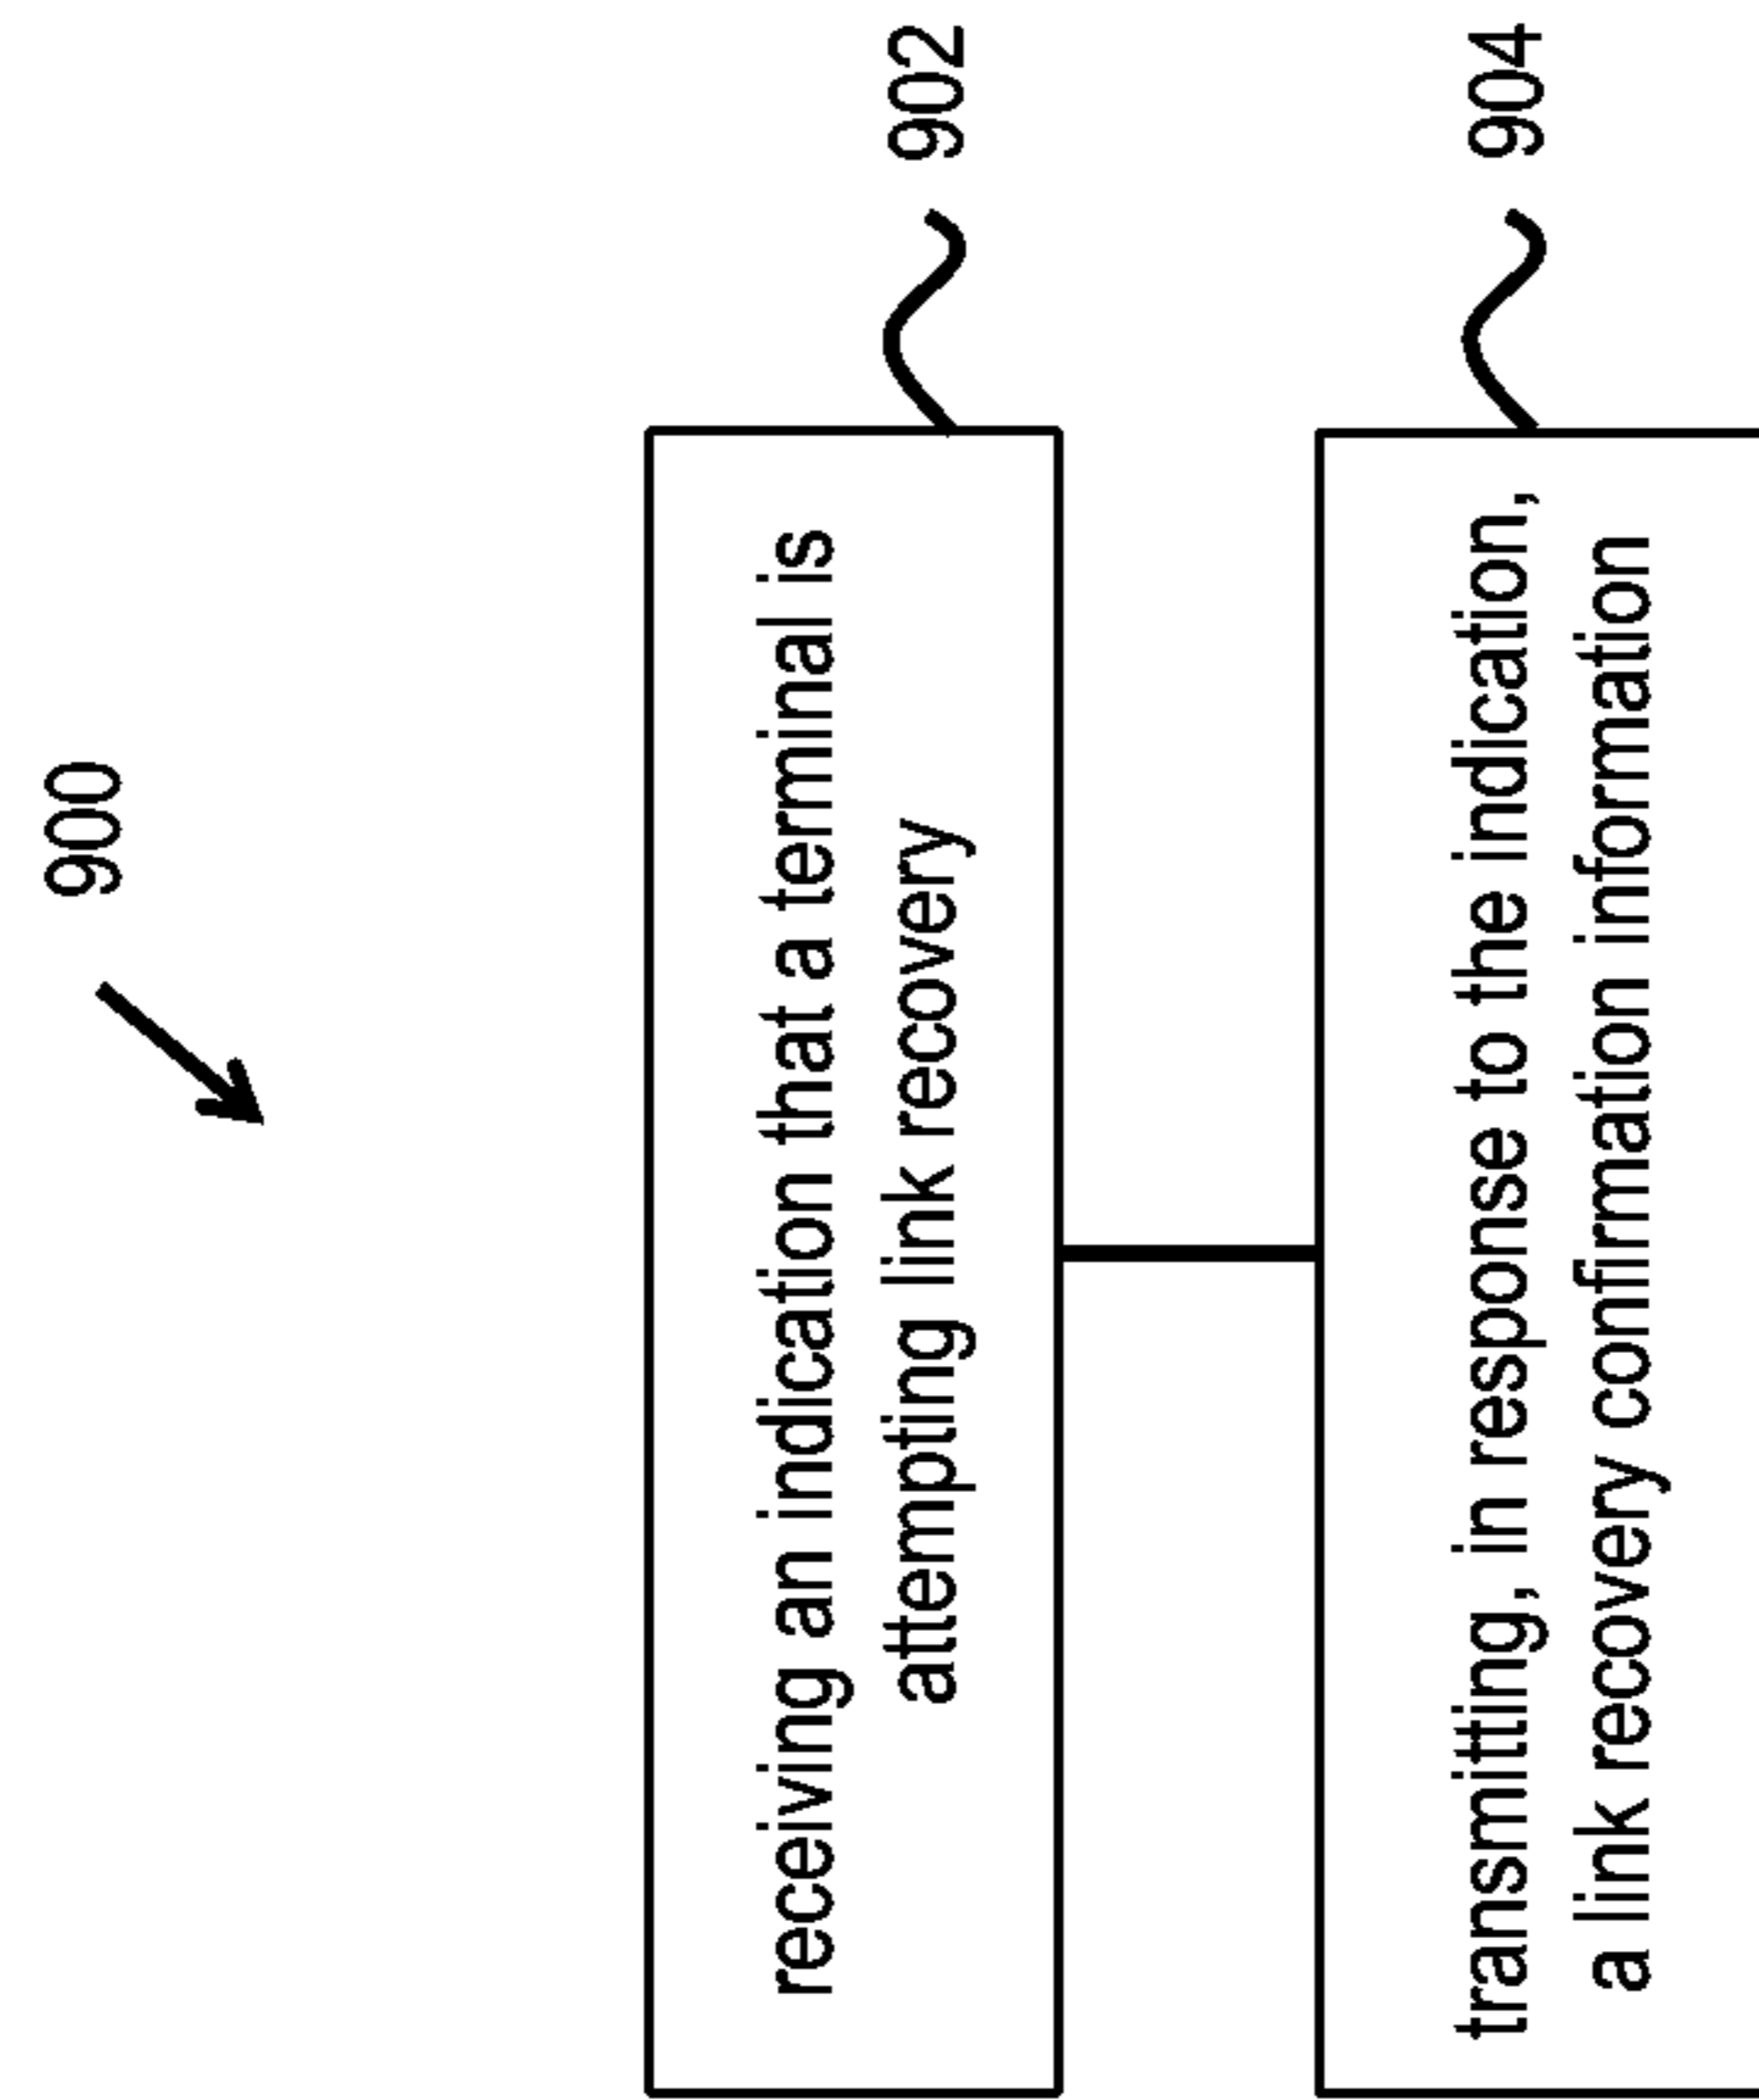 900
receiving an indication that a terminal is
attempting link recovery
902
transmitting, in response to the indication,
a link recovery confirmation information
904